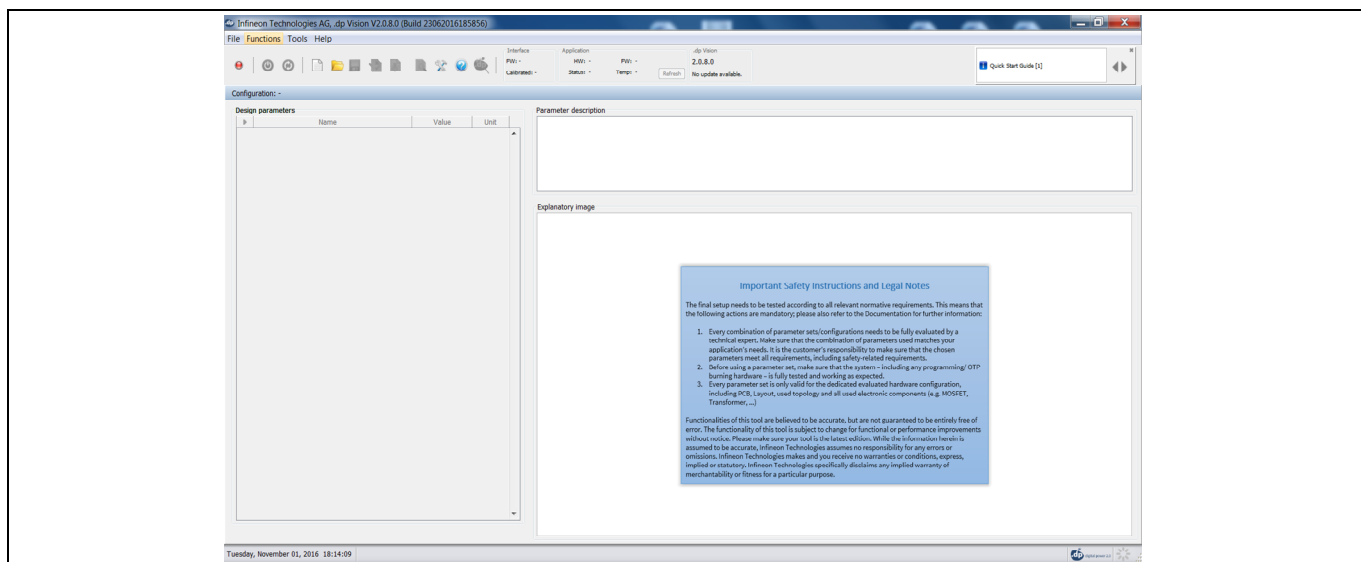 .dp Infineon Technologies AG, .dp Vision V2.0.8.0 (Build 23062016185856)
File Functions Tools Help
Interface Application .dp Vision
FW: - HW: - FW: - 2.0.8.0
Calibrated: - Status: - Temp: - Refresh No update available.
Quick Start Guide [1]
Configuration: -
Design parameters
Name Value Unit
Parameter description
Explanatory image
Important Safety Instructions and Legal Notes
The final setup needs to be tested according to all relevant normative requirements. This means that
the following actions are mandatory; please also refer to the Documentation for further information:
1. Every combination of parameter sets/configurations needs to be fully evaluated by a
technical expert. Make sure that the combination of parameters used matches your
application's needs. It is the customer's responsibility to make sure that the chosen
parameters meet all requirements, including safety-related requirements.
2. Before using a parameter set, make sure that the system – including any programming/ OTP
burning hardware – is fully tested and working as expected.
3. Every parameter set is only valid for the dedicated evaluated hardware configuration,
including PCB, Layout, used topology and all used electronic components (e.g. MOSFET,
Transformer, ...)
Functionalities of this tool are believed to be accurate, but are not guaranteed to be entirely free of
error. The functionality of this tool is subject to change for functional or performance improvements
without notice. Please make sure your tool is the latest edition. While the information herein is
assumed to be accurate, Infineon Technologies assumes no responsibility for any errors or
omissions. Infineon Technologies makes and you receive no warranties or conditions, express,
implied or statutory. Infineon Technologies specifically disclaims any implied warranty of
merchantability or fitness for a particular purpose.
Tuesday, November 01, 2016 18:14:09
.dp